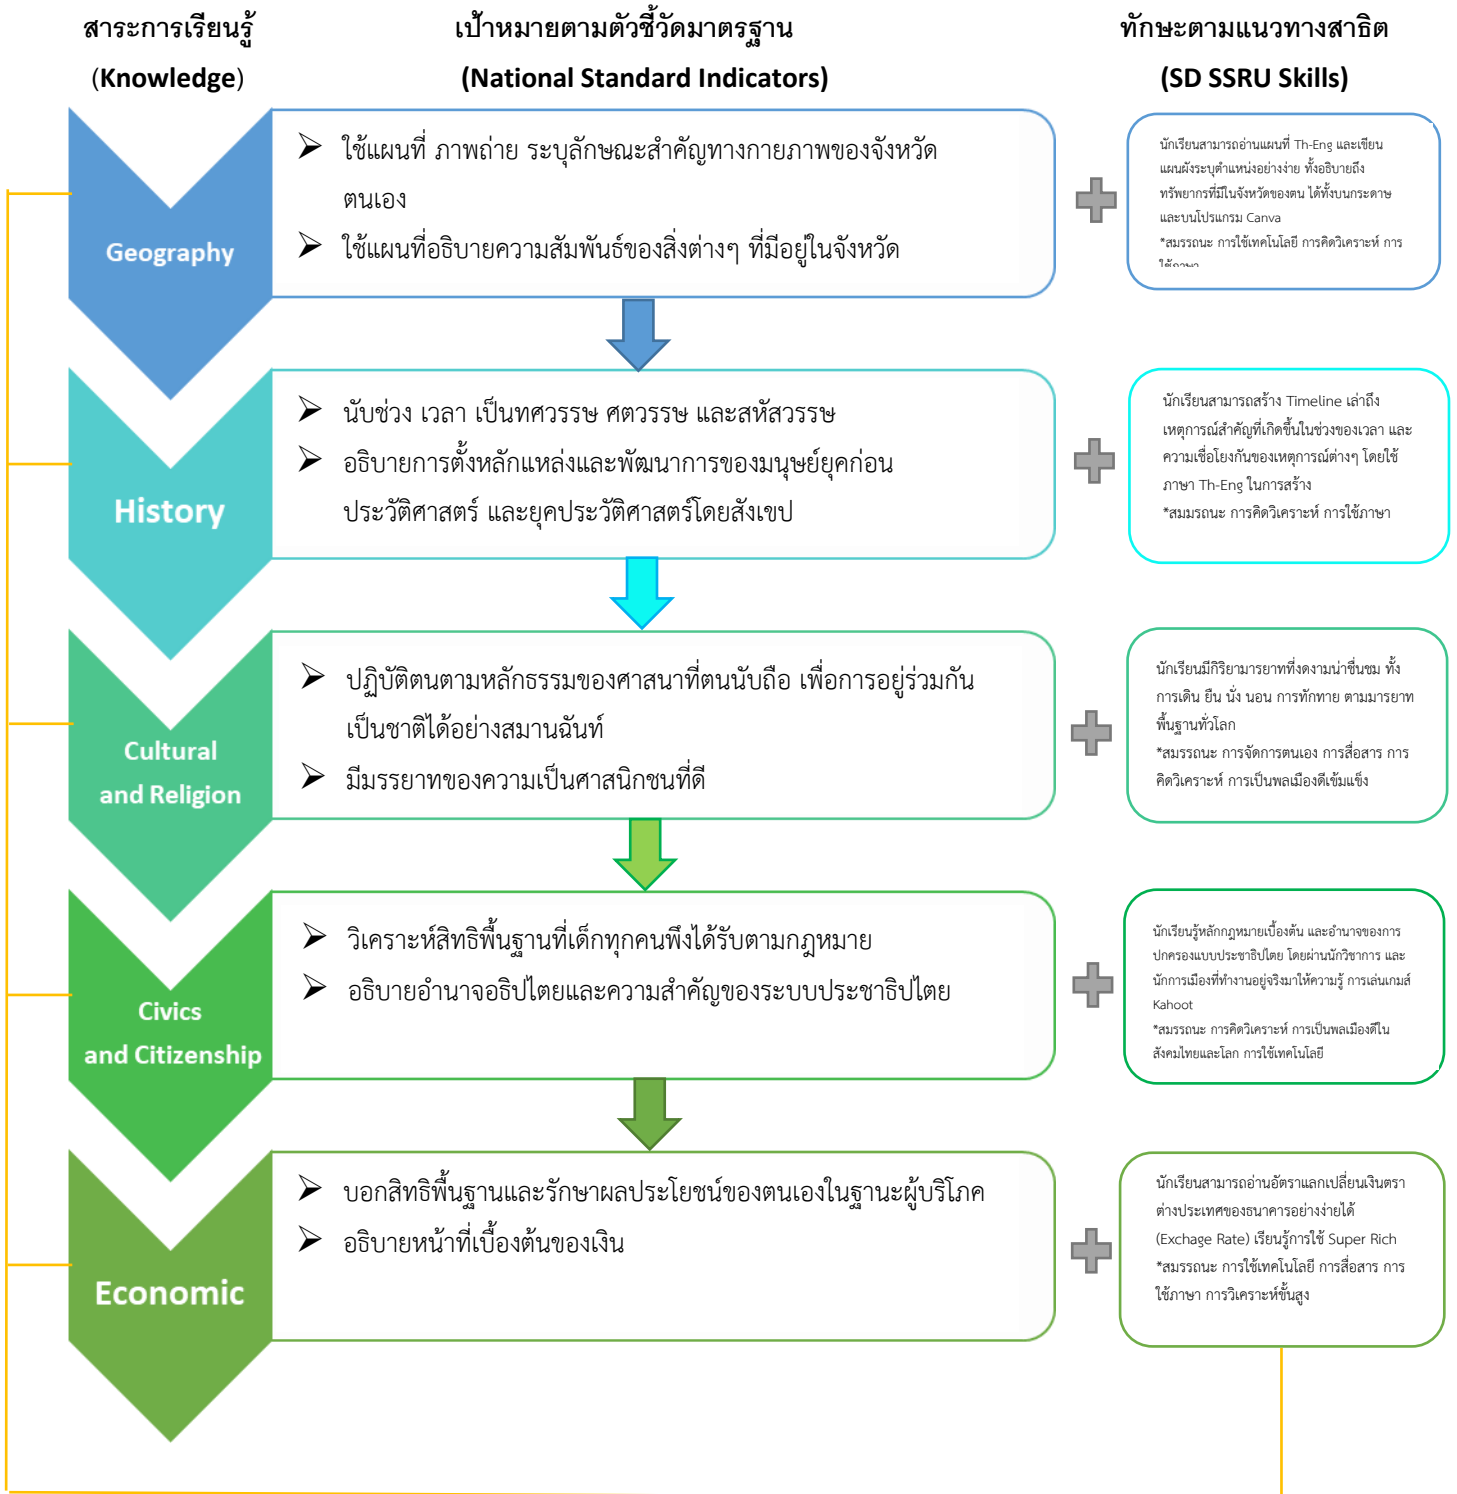 สาระการเรียนรู้
(Knowledge)
เป้าหมายตามตัวชี้วัดมาตรฐาน
(National Standard Indicators)
ทักษะตามแนวทางสาธิต
(SD SSRU Skills)
Geography
➢ ใช้แผนที่ ภาพถ่าย ระบุลักษณะสำคัญทางกายภาพของจังหวัด
ตนเอง
➢ ใช้แผนที่อธิบายความสัมพันธ์ของสิ่งต่างๆ ที่มีอยู่ในจังหวัด
นักเรียนสามารถอ่านแผนที่ Th-Eng และเขียน
แผนผังระบุตำแหน่งอย่างง่าย ทั้งอธิบายถึง
ทรัพยากรที่มีในจังหวัดของตน ได้ทั้งบนกระดาษ
และบนโปรแกรม Canva
*สมรรถนะ การใช้เทคโนโลยี การคิดวิเคราะห์ การ
ใช้ภาษา
History
➢ นับช่วง เวลา เป็นทศวรรษ ศตวรรษ และสหัสวรรษ
➢ อธิบายการตั้งหลักแหล่งและพัฒนาการของมนุษย์ยุคก่อน
ประวัติศาสตร์ และยุคประวัติศาสตร์โดยสังเขป
นักเรียนสามารถสร้าง Timeline เล่าถึง
เหตุการณ์สำคัญที่เกิดขึ้นในช่วงของเวลา และ
ความเชื่อโยงกันของเหตุการณ์ต่างๆ โดยใช้
ภาษา Th-Eng ในการสร้าง
*สมมรถนะ การคิดวิเคราะห์ การใช้ภาษา
Cultural
and Religion
➢ ปฏิบัติตนตามหลักธรรมของศาสนาที่ตนนับถือ เพื่อการอยู่ร่วมกัน
เป็นชาติได้อย่างสมานฉันท์
➢ มีมรรยาทของความเป็นศาสนิกชนที่ดี
นักเรียนมีกิริยามารยาทที่งดงามน่าชื่นชม ทั้ง
การเดิน ยืน นั่ง นอน การทักทาย ตามมารยาท
พื้นฐานทั่วโลก
*สมรรถนะ การจัดการตนเอง การสื่อสาร การ
คิดวิเคราะห์ การเป็นพลเมืองดีเข้มแข็ง
Civics
and Citizenship
➢ วิเคราะห์สิทธิพื้นฐานที่เด็กทุกคนพึงได้รับตามกฎหมาย
➢ อธิบายอำนาจอธิปไตยและความสำคัญของระบบประชาธิปไตย
นักเรียนรู้หลักกฎหมายเบื้องต้น และอำนาจของการ
ปกครองแบบประชาธิปไตย โดยผ่านนักวิชาการ และ
นักการเมืองที่ทำงานอยู่จริงมาให้ความรู้ การเล่นเกมส์
Kahoot
*สมรรถนะ การคิดวิเคราะห์ การเป็นพลเมืองดีใน
สังคมไทยและโลก การใช้เทคโนโลยี
Economic
➢ บอกสิทธิพื้นฐานและรักษาผลประโยชน์ของตนเองในฐานะผู้บริโภค
➢ อธิบายหน้าที่เบื้องต้นของเงิน
นักเรียนสามารถอ่านอัตราแลกเปลี่ยนเงินตรา
ต่างประเทศของธนาคารอย่างง่ายได้
(Exchage Rate) เรียนรู้การใช้ Super Rich
*สมรรถนะ การใช้เทคโนโลยี การสื่อสาร การ
ใช้ภาษา การวิเคราะห์ขั้นสูง